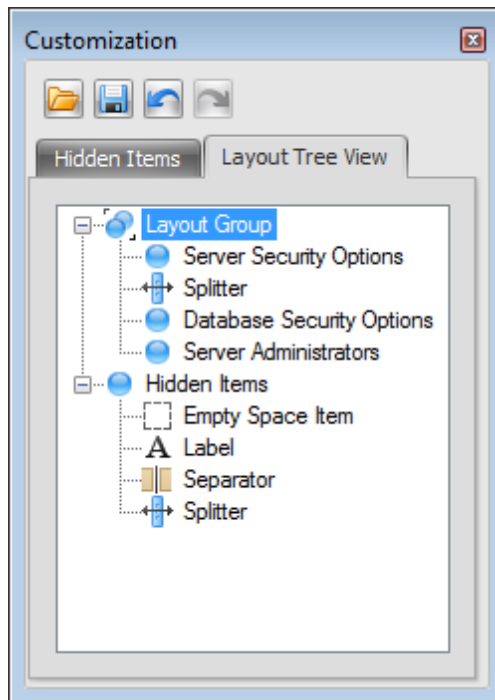 Customization
Hidden Items Layout Tree View
Layout Group
Server Security Options
Splitter
Database Security Options
Server Administrators
Hidden Items
Empty Space Item
A Label
Separator
Splitter